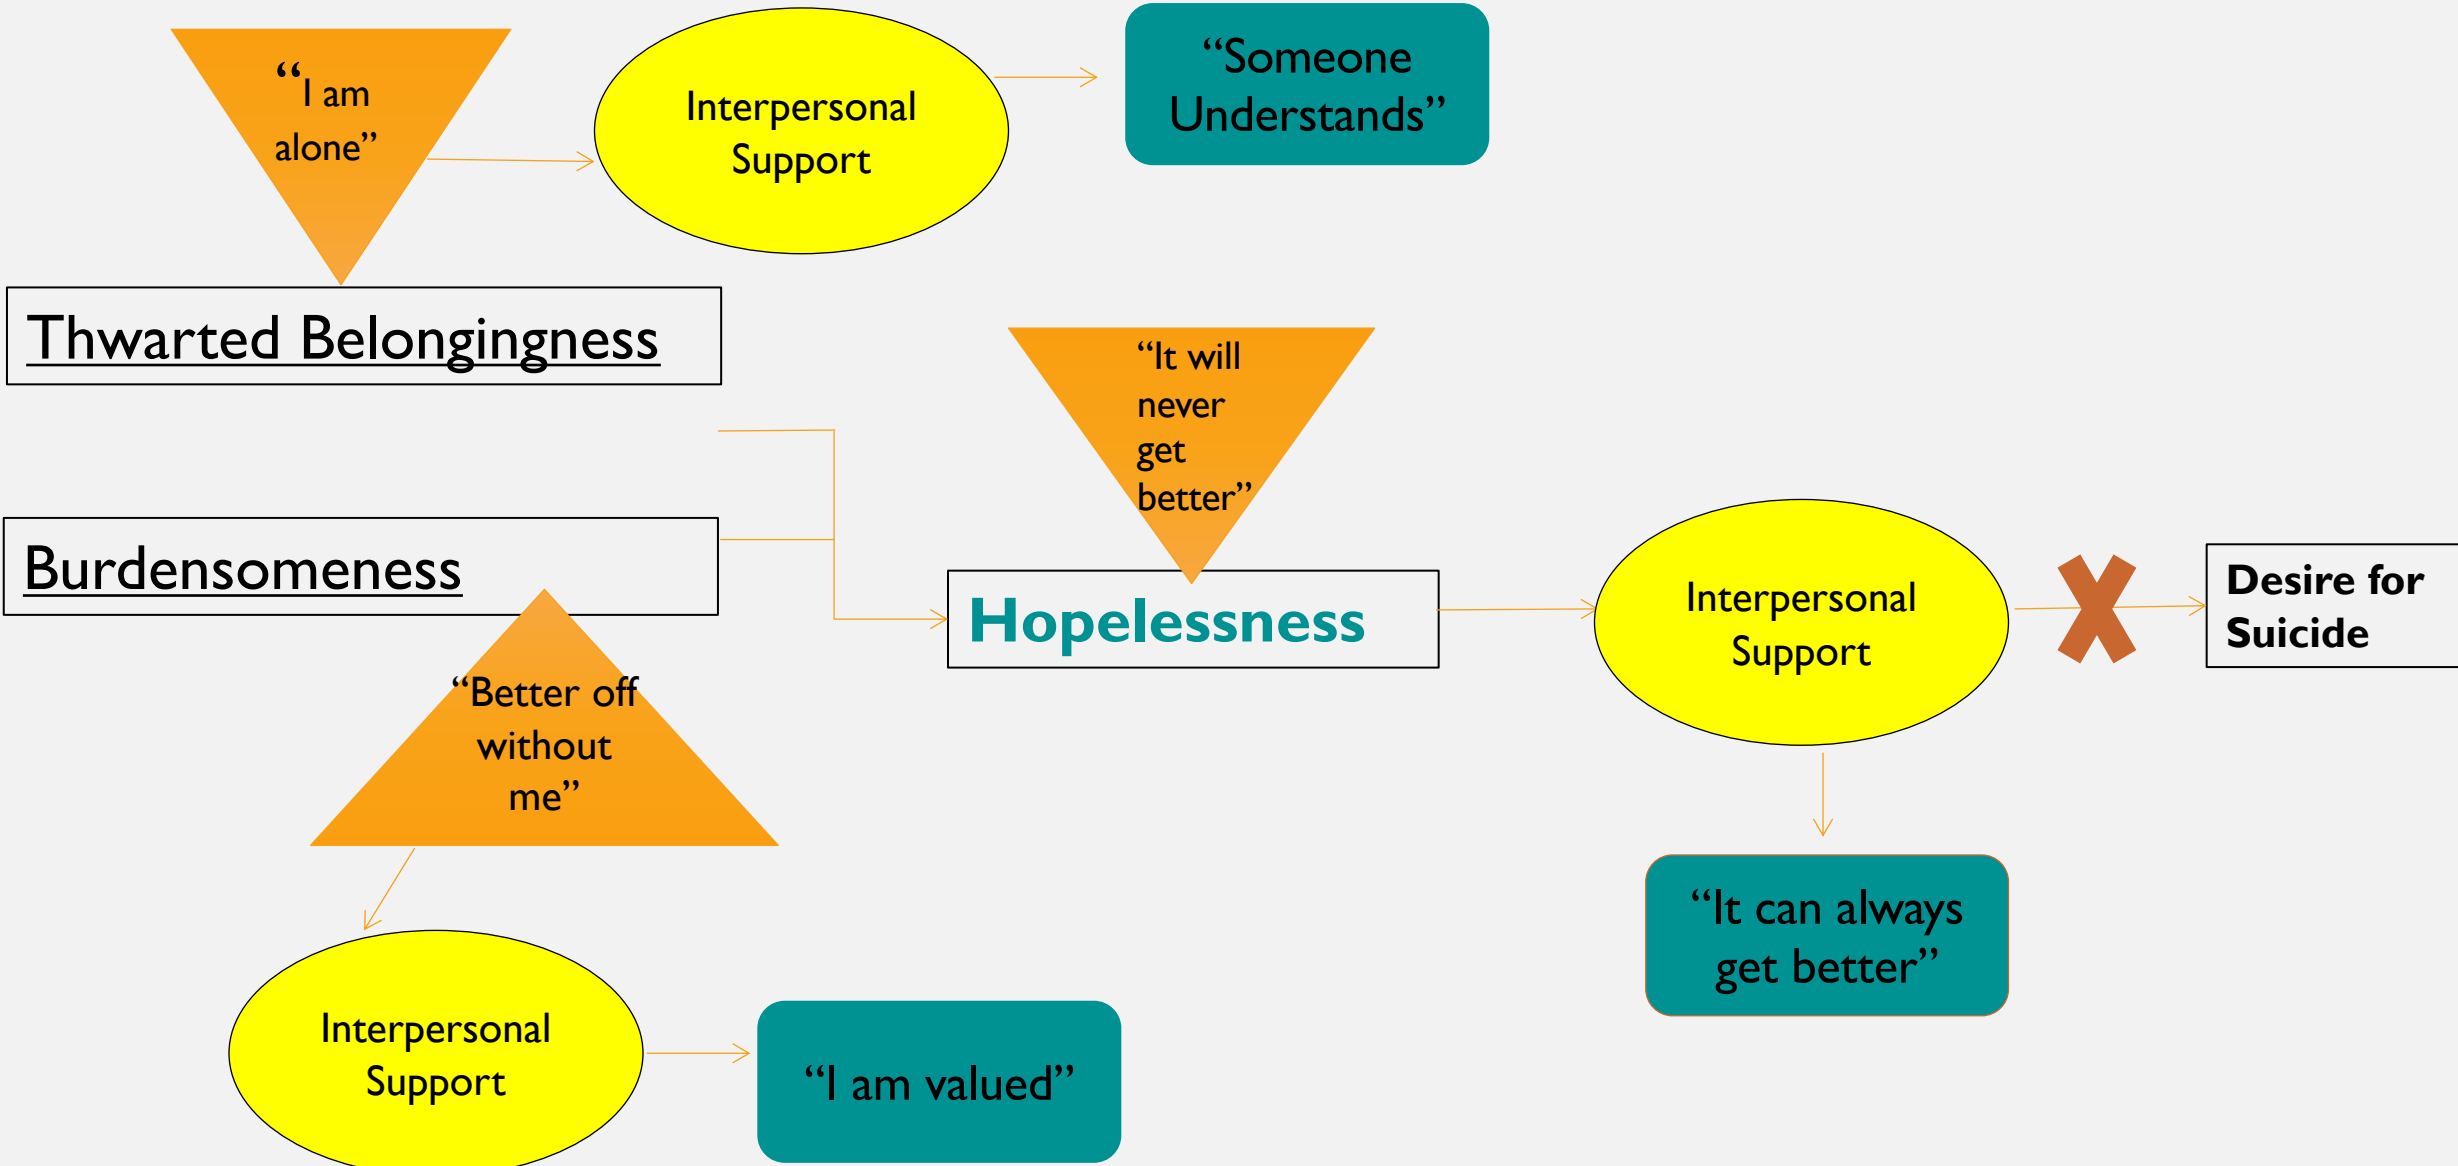 “I am
alone”
Interpersonal
Support
“Someone
Understands”
Thwarted Belongingness
“It will
never
get
better”
Burdensomeness
Hopelessness
Interpersonal
Support
Desire for
Suicide
“Better off
without
me”
“It can always
get better”
Interpersonal
Support
“I am valued”